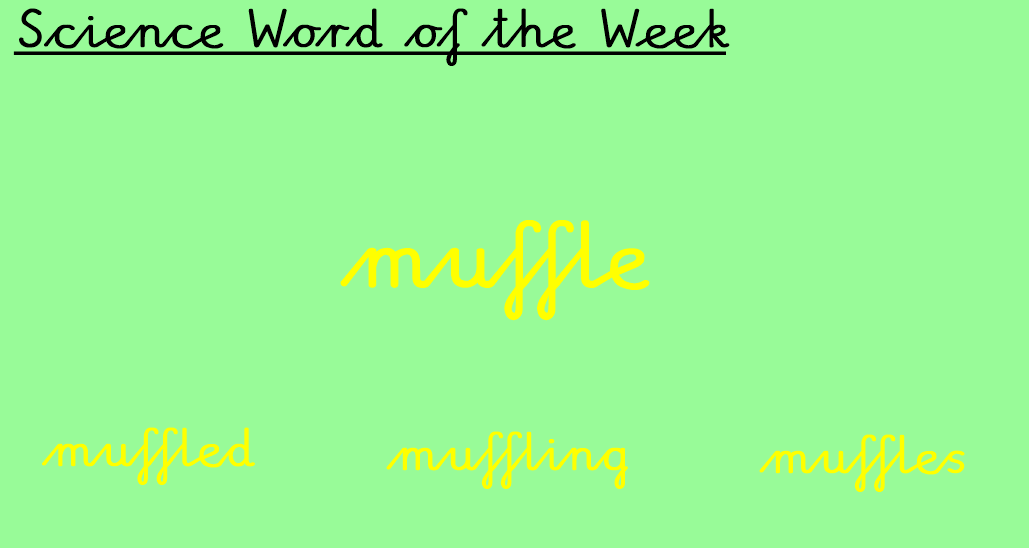 Science Word of the Week
muffle
muffled muffling muffles